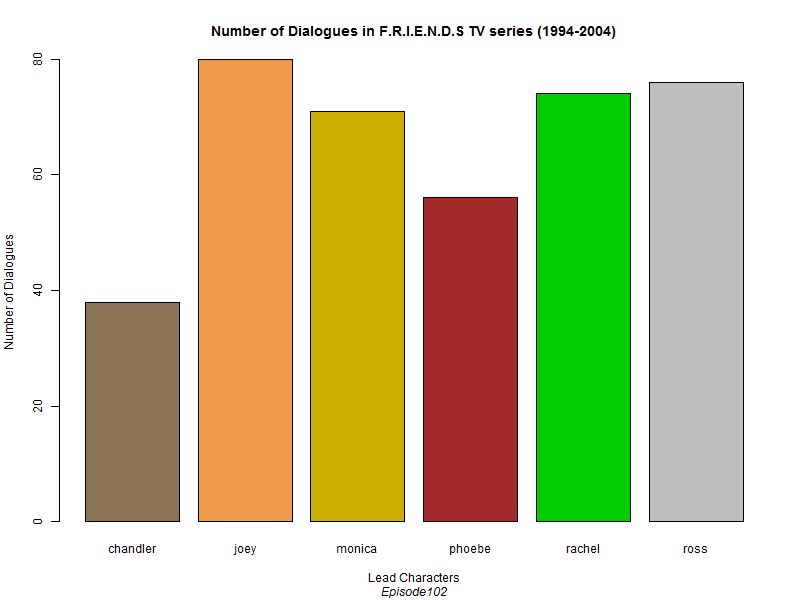 Number of Dialogues in F.R.I.E.N.D.S TV series (1994-2004)
Number of Dialogues
80
60
40
20
0
chandler joey monica phoebe rachel ross
Lead Characters
Episode102